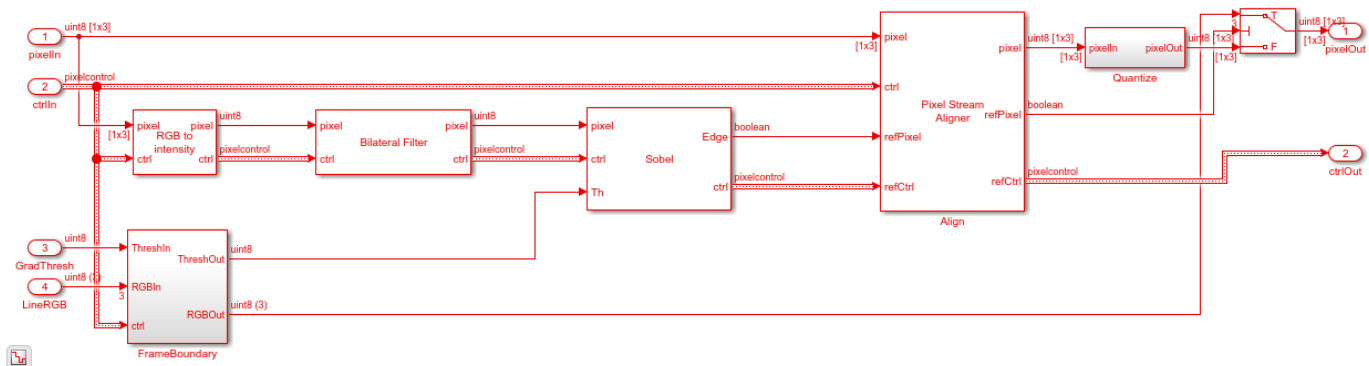 1
pixelIn
uint8 [1x3]
2
ctrlIn
pixelcontrol
[1x3]
pixel
ctrl
RGB to
intensity
pixel
ctrl
uint8
pixelcontrol
pixel
ctrl
Bilateral Filter
pixel
ctrl
uint8
pixelcontrol
pixel
ctrl
Th
Sobel
Edge
ctrl
boolean
pixelcontrol
[1x3]
pixel
ctrl
refPixel
refCtrl
Pixel Stream
Aligner
pixel
refPixel
refCtrl
Align
uint8 [1x3]
[1x3]
boolean
pixelcontrol
pixelIn
pixelOut
Quantize
uint8 [1x3]
[1x3]
3
T
F
uint8 [1x3]
[1x3]
1
pixelOut
2
ctrlOut
3
GradThresh
uint8
4
LineRGB
uint8
3
ThreshIn
RGBIn
ctrl
ThreshOut
RGBOut
FrameBoundary
uint8
uint8 (3)